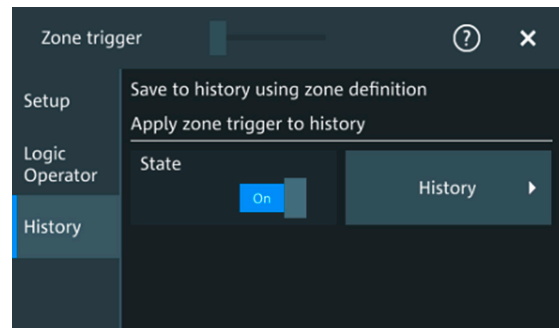 Zone trigger
?
Setup
Logic
Operator
History
Save to history using zone definition
Apply zone trigger to history
State
On
History